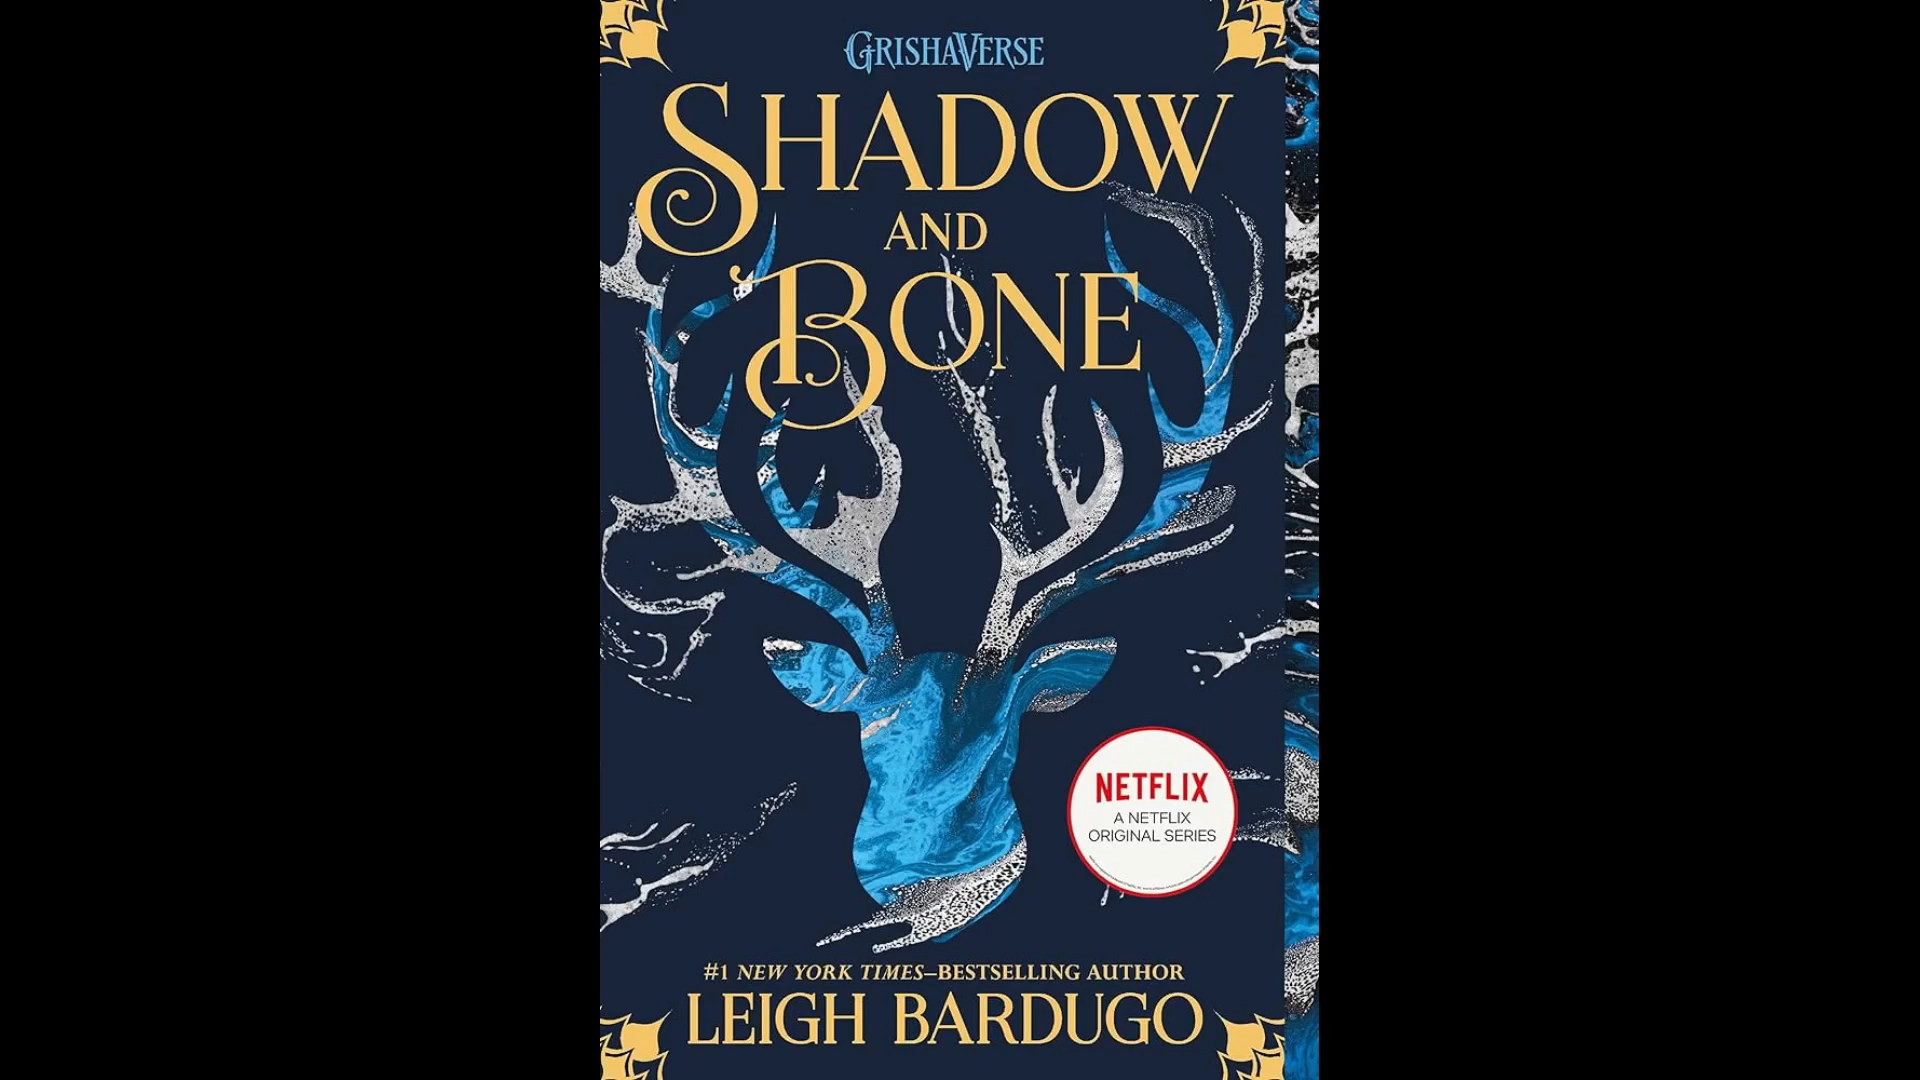 GRISHAVERSE
SHADOW
AND
BONE
NETFLIX
A NETFLIX
ORIGINAL SERIES
#1 NEW YORK TIMES–BESTSELLING AUTHOR
LEIGH BARDUGO